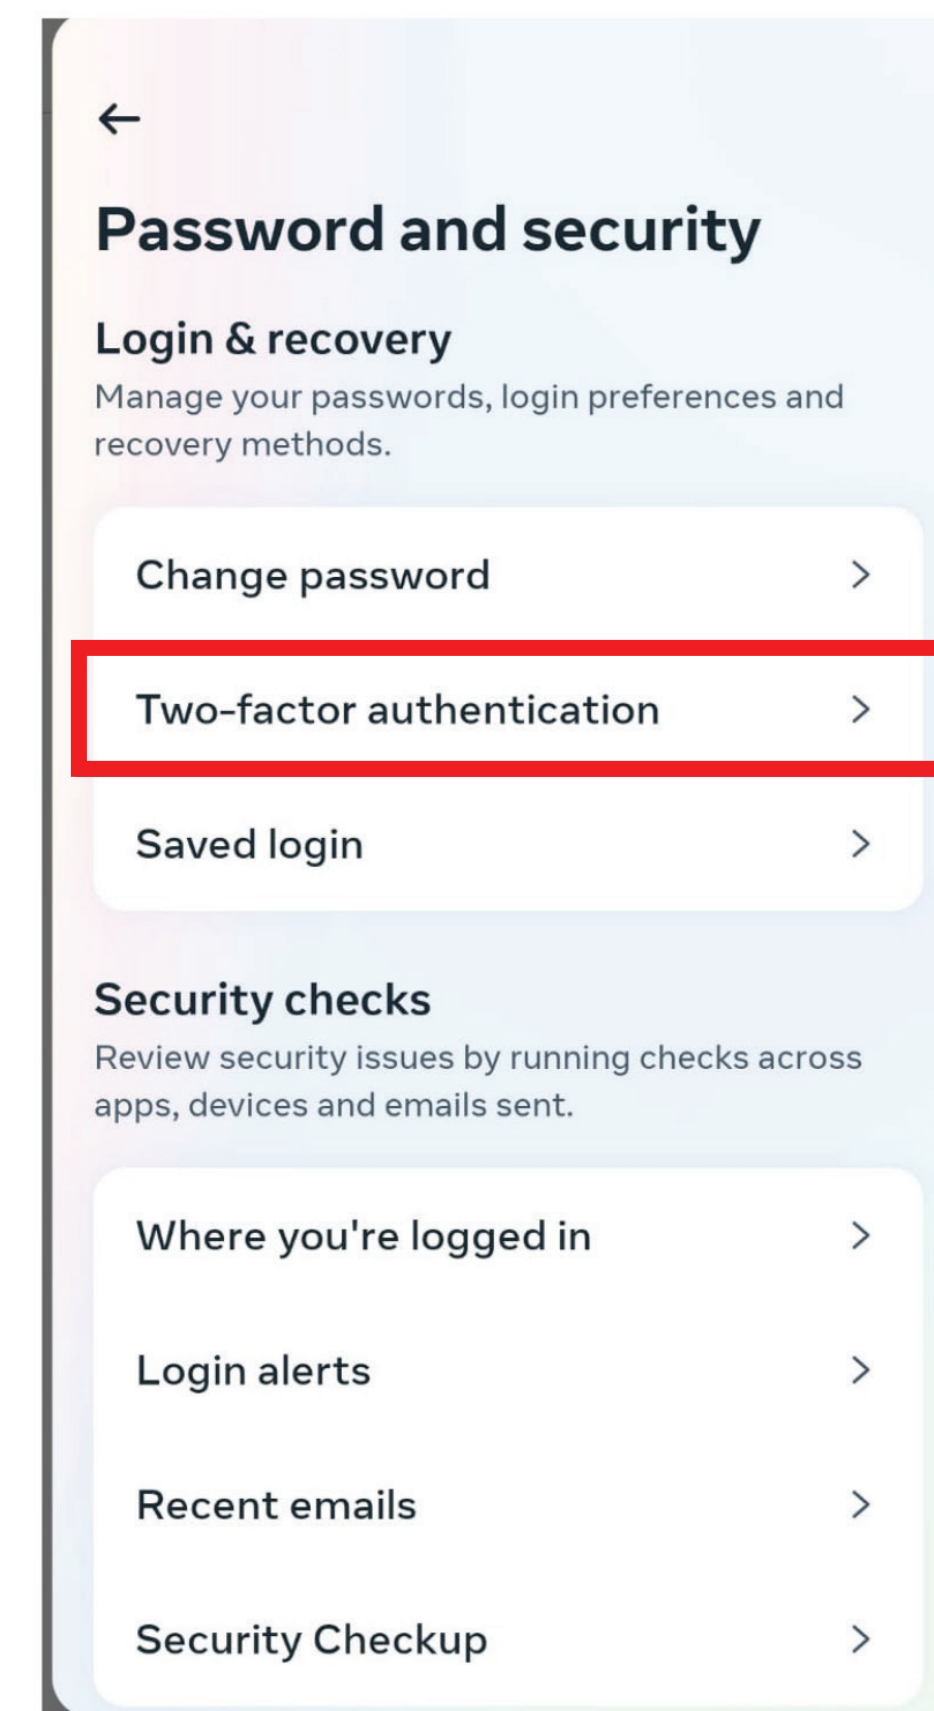 Password and security
Login & recovery
Manage your passwords, login preferences and
recovery methods.
Change password
Two-factor authentication
Saved login
Security checks
Review security issues by running checks across
apps, devices and emails sent.
Where you're logged in
Login alerts
Recent emails
Security Checkup